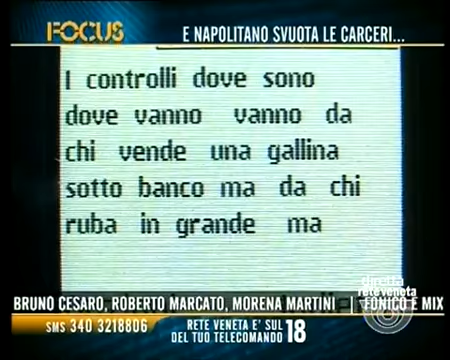 FOCUS
E NAPOLITANO SVUOTA LE CARCERI...
I controlli dove sono
dove vanno vanno da
chi vende una gallina
sotto banco ma da chi
ruba in grande ma
diretta
reteveneta
BRUNO CESARO, ROBERTO MARCATO, MORENA MARTINI | FONICO E MIX
SMS 340 3218806
RETE VENETA E' SUL
DEL TUO TELECOMANDO 18